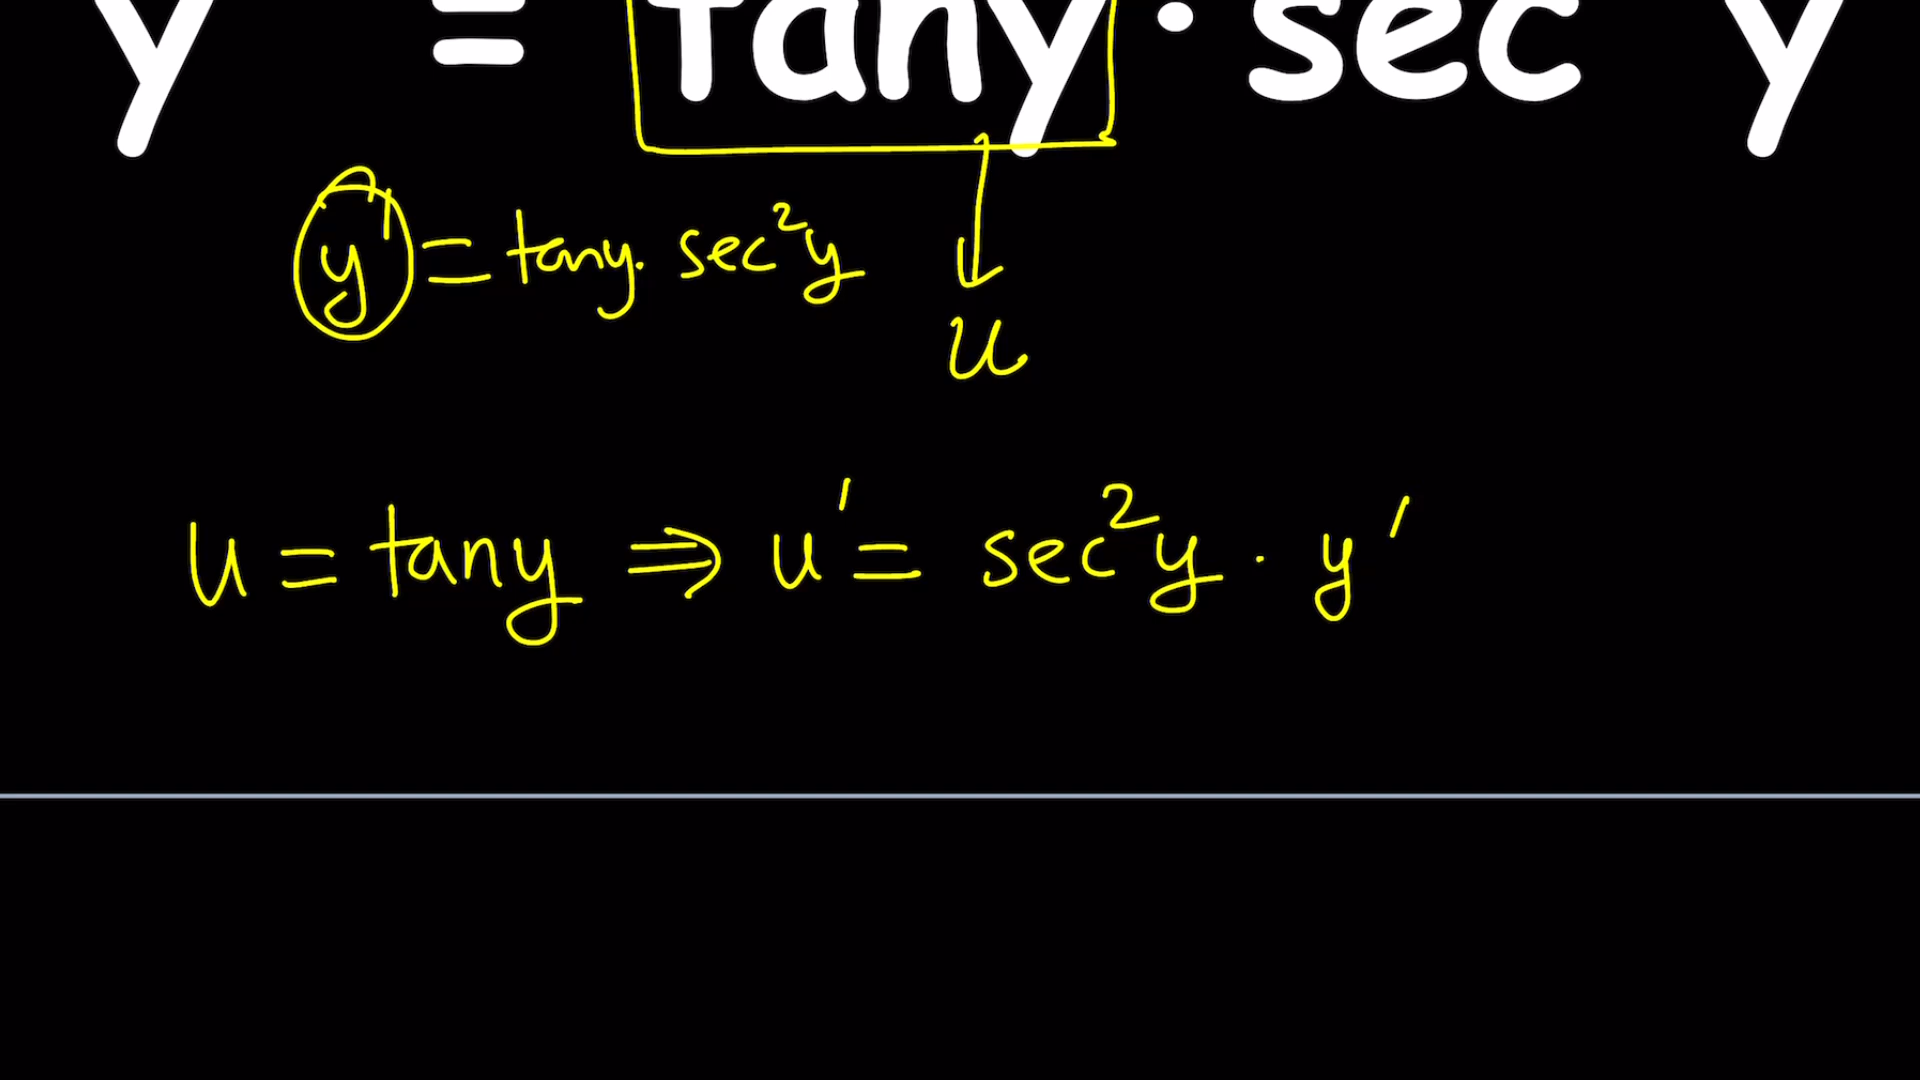 y = tany · sec y
y' = tany. sec²y
u
u = tany ⇒ u' = sec²y · y'